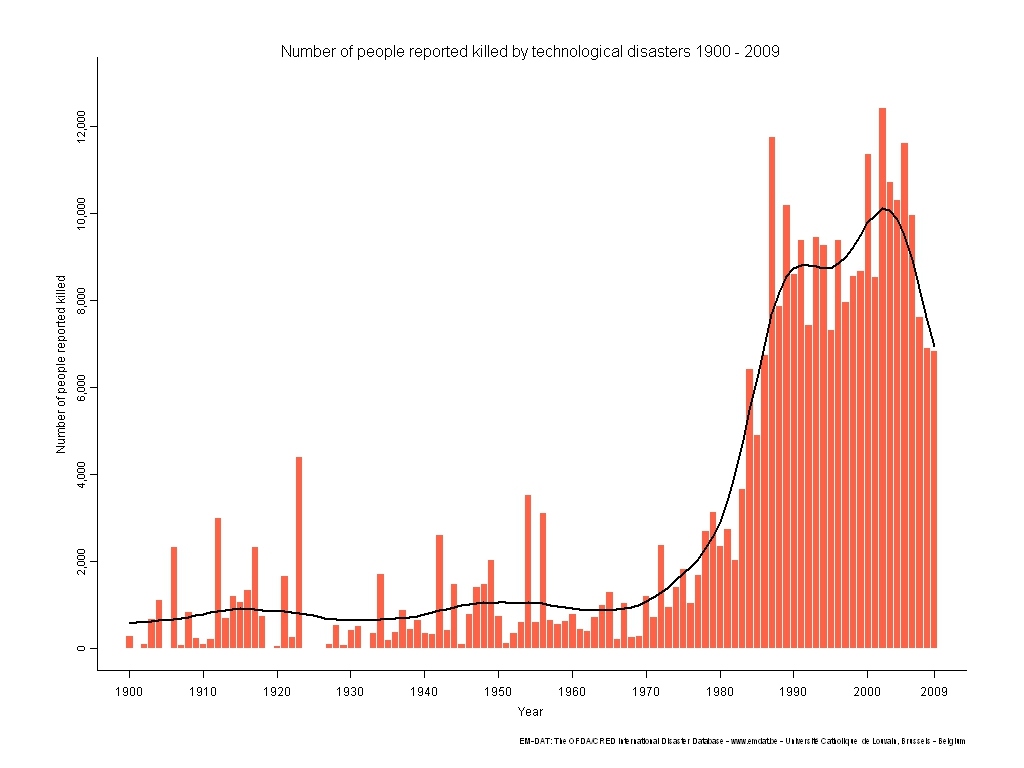 Number of people reported killed by technological disasters 1900 - 2009
Number of people reported killed
12,000
10,000
8,000
6,000
4,000
2,000
0
1900 1910 1920 1930 1940 1950 1960 1970 1980 1990 2000 2009
Year
EM-DAT: The OFDA/CRED International Disaster Database - www.emdat.be - Université Catholique de Louvain, Brussels - Belgium